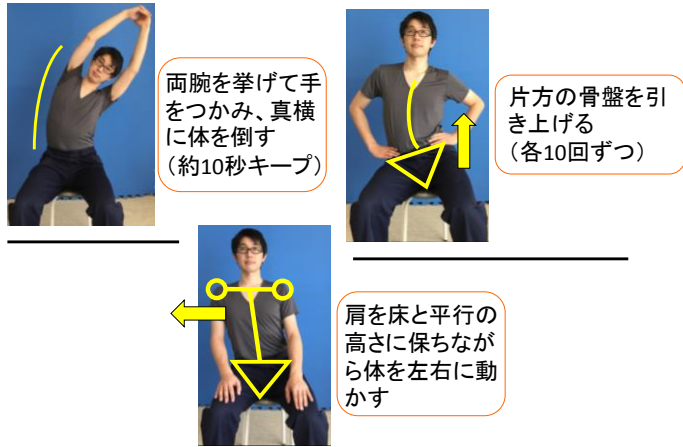 両腕を挙げて手
をつかみ、真横
に体を倒す
（約10秒キープ）
片方の骨盤を引
き上げる
（各10回ずつ）
肩を床と平行の
高さに保ちなが
ら体を左右に動
かす